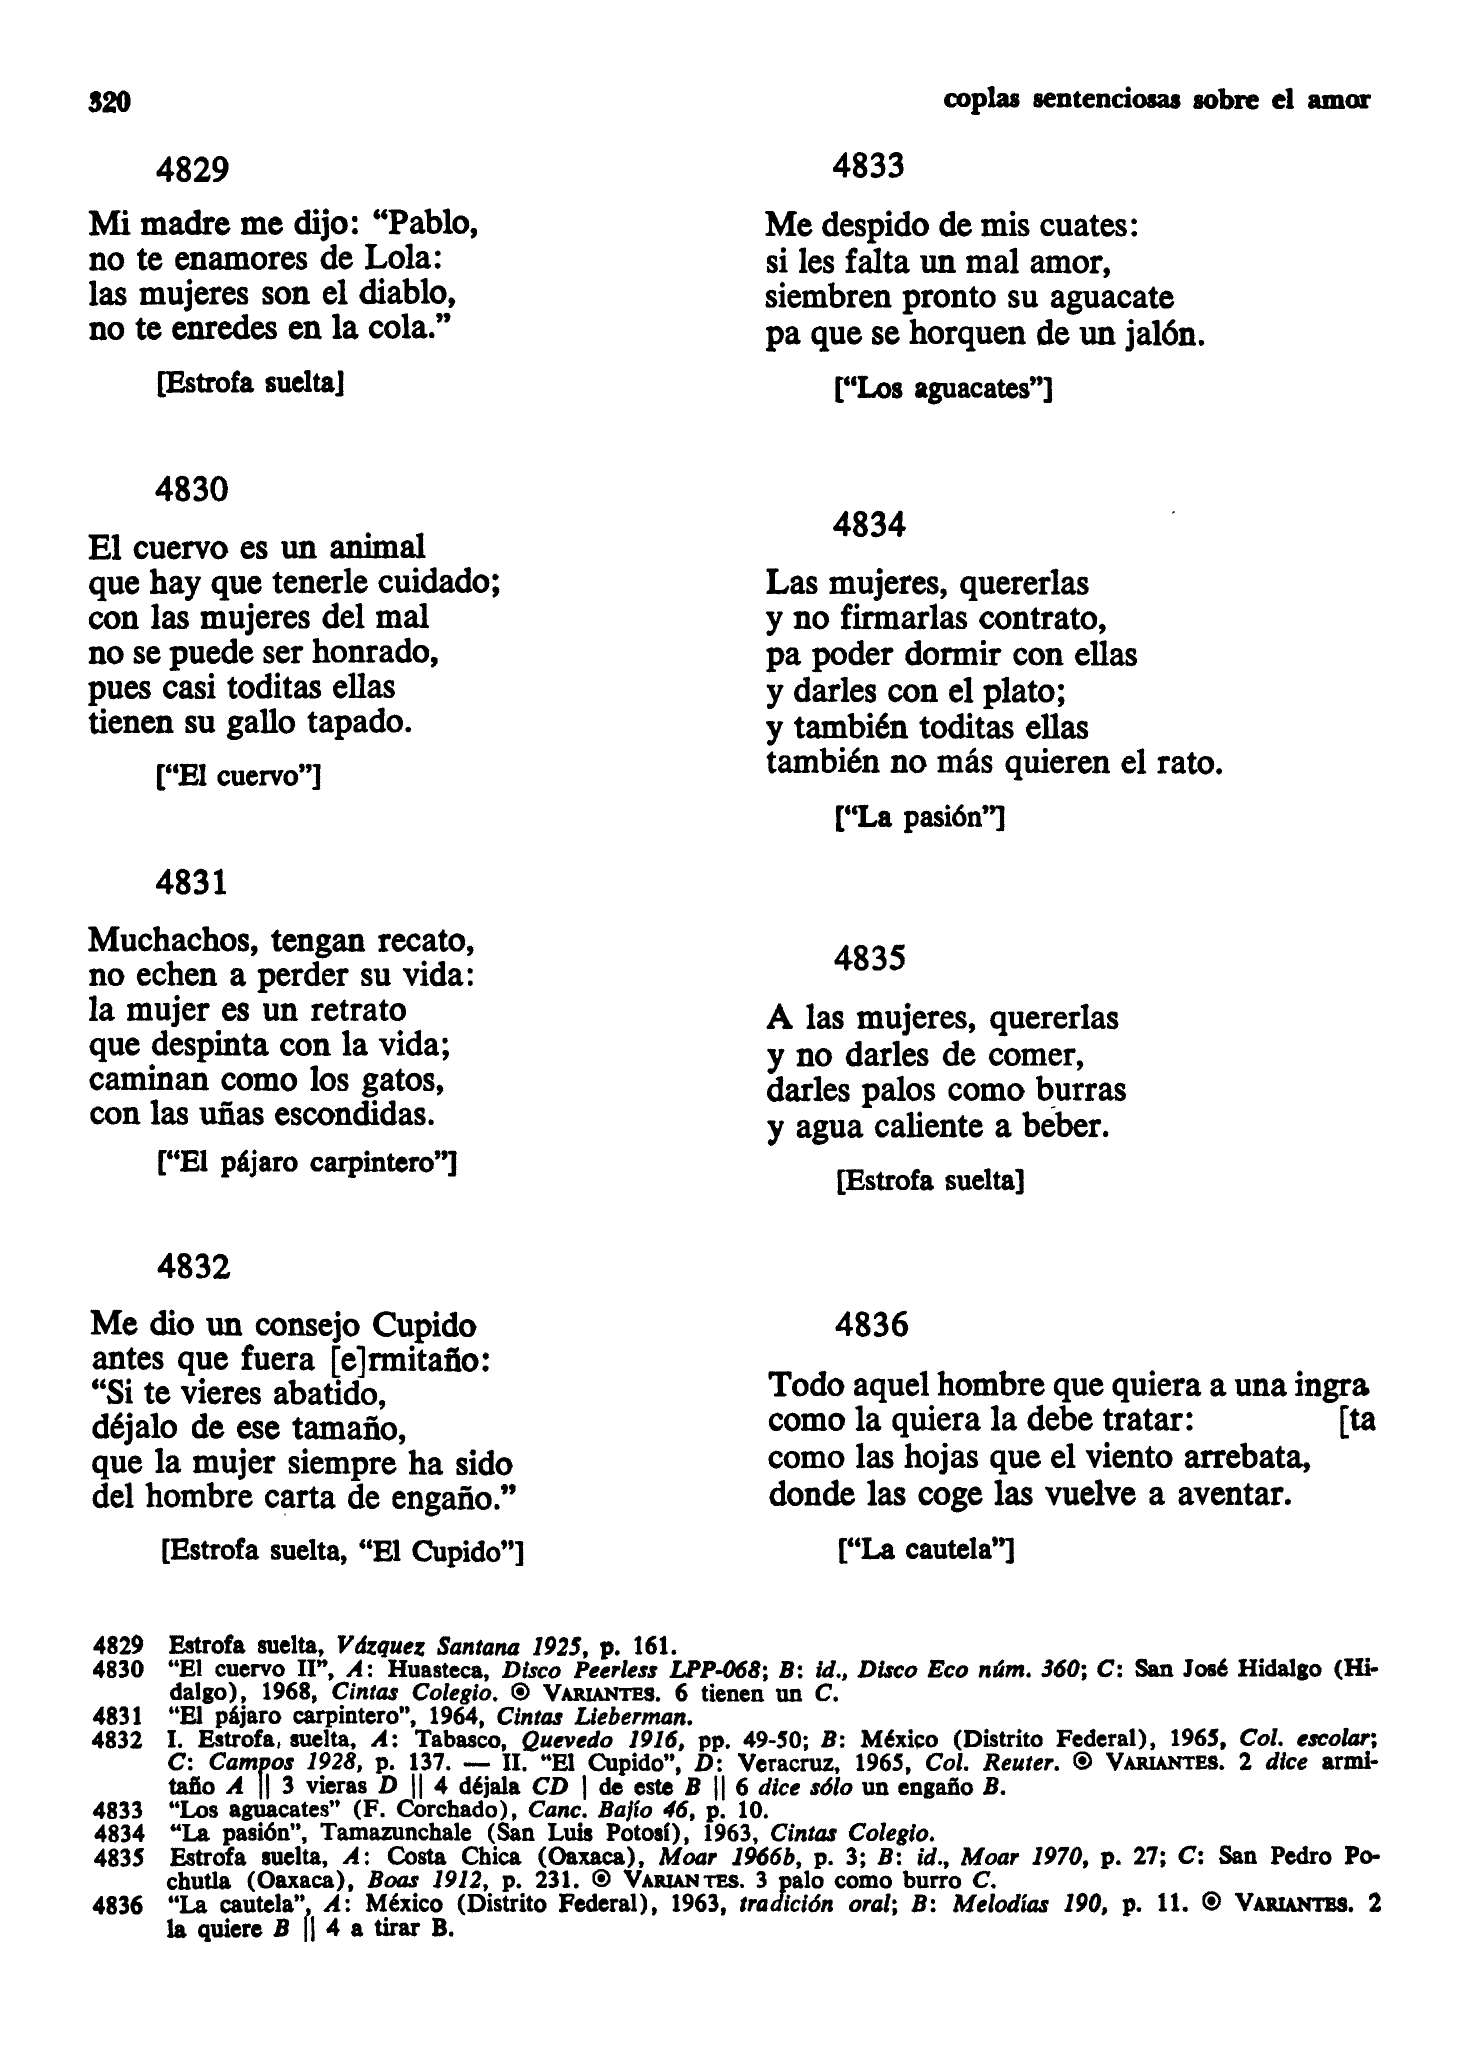 320
coplas sentenciosas sobre el amor
4829
Mi madre me dijo: “Pablo,
no te enamores de Lola:
las mujeres son el diablo,
no te enredes en la cola.”
[Estrofa suelta]
4830
El cuervo es un animal
que hay que tenerle cuidado;
con las mujeres del mal
no se puede ser honrado,
pues casi toditas ellas
tienen su gallo tapado.
[“El cuervo”]
4831
Muchachos, tengan recato,
no echen a perder su vida:
la mujer es un retrato
que despinta con la vida;
caminan como los gatos,
con las uñas escondidas.
[“El pájaro carpintero”]
4832
Me dio un consejo Cupido
antes que fuera [e]rmitaño:
“Si te vieres abatido,
déjalo de ese tamaño,
que la mujer siempre ha sido
del hombre carta de engaño.”
[Estrofa suelta, “El Cupido”]
4833
Me despido de mis cuates:
si les falta un mal amor,
siembren pronto su aguacate
pa que se horquen de un jalón.
[“Los aguacates”]
4834
Las mujeres, quererlas
y no firmarlas contrato,
pa poder dormir con ellas
y darles con el plato;
y también toditas ellas
también no más quieren el rato.
[“La pasión”]
4835
A las mujeres, quererlas
y no darles de comer,
darles palos como burras
y agua caliente a beber.
[Estrofa suelta]
4836
Todo aquel hombre que quiera a una ingra
como la quiera la debe tratar: [ta
como las hojas que el viento arrebata,
donde las coge las vuelve a aventar.
[“La cautela”]
4829 Estrofa suelta, Vázquez Santana 1925, p. 161.
4830 “El cuervo II”, A: Huasteca, Disco Peerless LPP-068; B: id., Disco Eco núm. 360; C: San José Hidalgo (Hi-
dalgo), 1968, Cintas Colegio. ⊙ VARIANTES. 6 tienen un C.
4831 “El pájaro carpintero”, 1964, Cintas Lieberman.
4832 I. Estrofa, suelta, A: Tabasco, Quevedo 1916, pp. 49-50; B: México (Distrito Federal), 1965, Col. escolar;
C: Campos 1928, p. 137. — II. “El Cupido”, D: Veracruz, 1965, Col. Reuter. ⊙ VARIANTES. 2 dice armi-
taño A || 3 vieras D || 4 déjala CD | de este B || 6 dice sólo un engaño B.
4833 “Los aguacates” (F. Corchado), Canc. Bajío 46, p. 10.
4834 “La pasión”, Tamazunchale (San Luis Potosí), 1963, Cintas Colegio.
4835 Estrofa suelta, A: Costa Chica (Oaxaca), Moar 1966b, p. 3; B: id., Moar 1970, p. 27; C: San Pedro Po-
chutla (Oaxaca), Boas 1912, p. 231. ⊙ VARIANTES. 3 palo como burro C.
4836 “La cautela”, A: México (Distrito Federal), 1963, tradición oral; B: Melodías 190, p. 11. ⊙ VARIANTES. 2
la quiere B || 4 a tirar B.